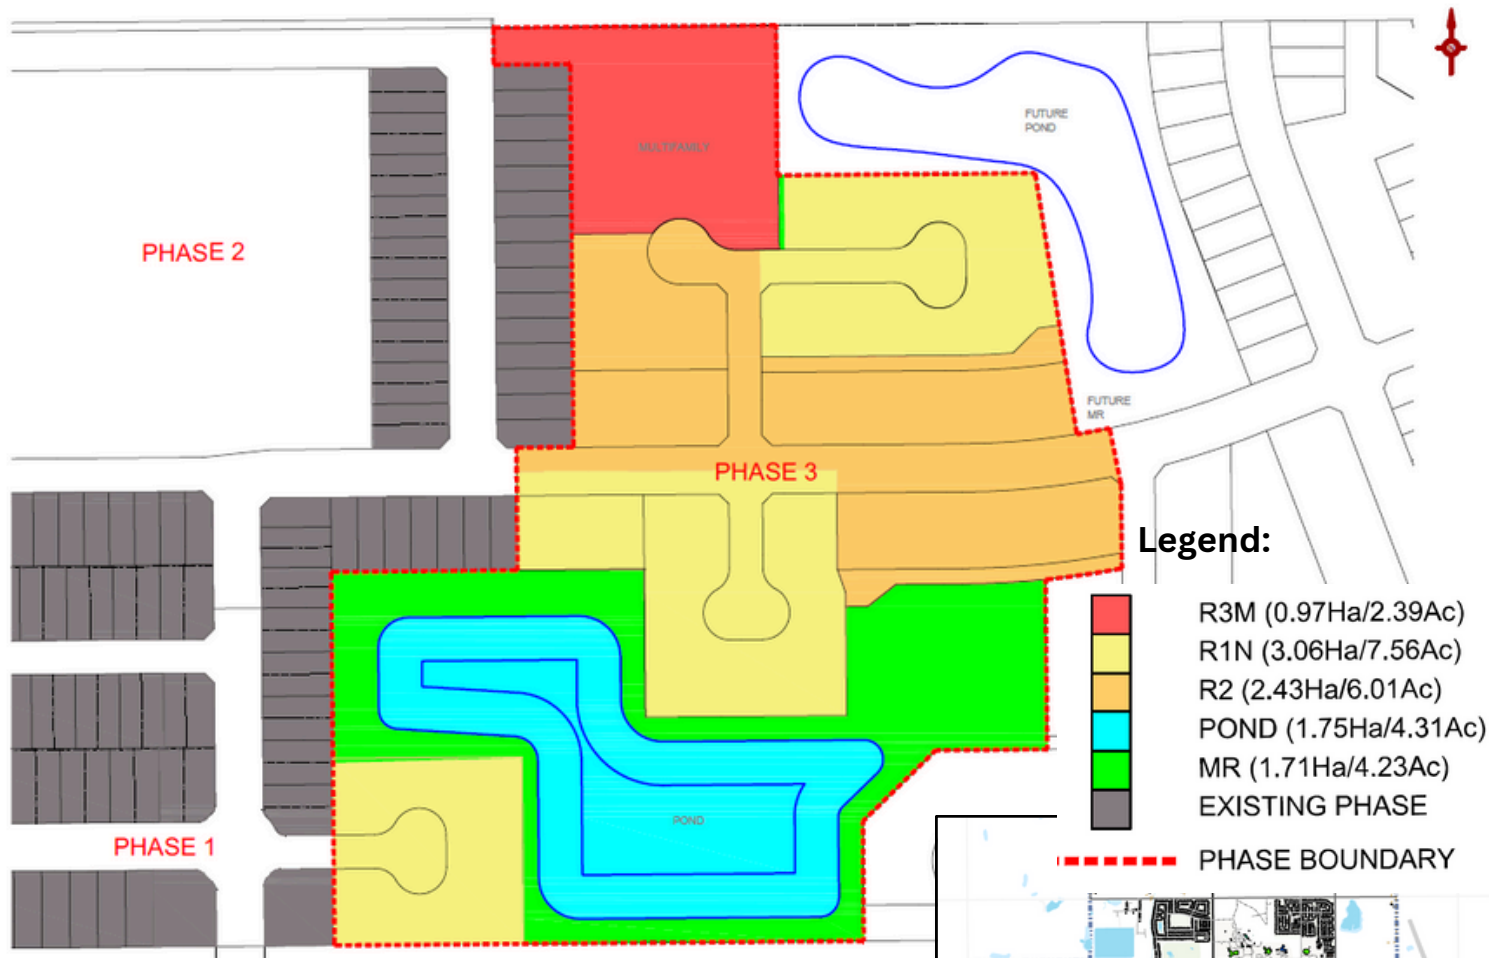 FUTURE
POND
MULTIFAMILY
PHASE 2
FUTURE
MR
PHASE 3
Legend:
R3M (0.97Ha/2.39Ac)
R1N (3.06Ha/7.56Ac)
R2 (2.43Ha/6.01Ac)
POND (1.75Ha/4.31Ac)
MR (1.71Ha/4.23Ac)
EXISTING PHASE
POND
PHASE 1
PHASE BOUNDARY